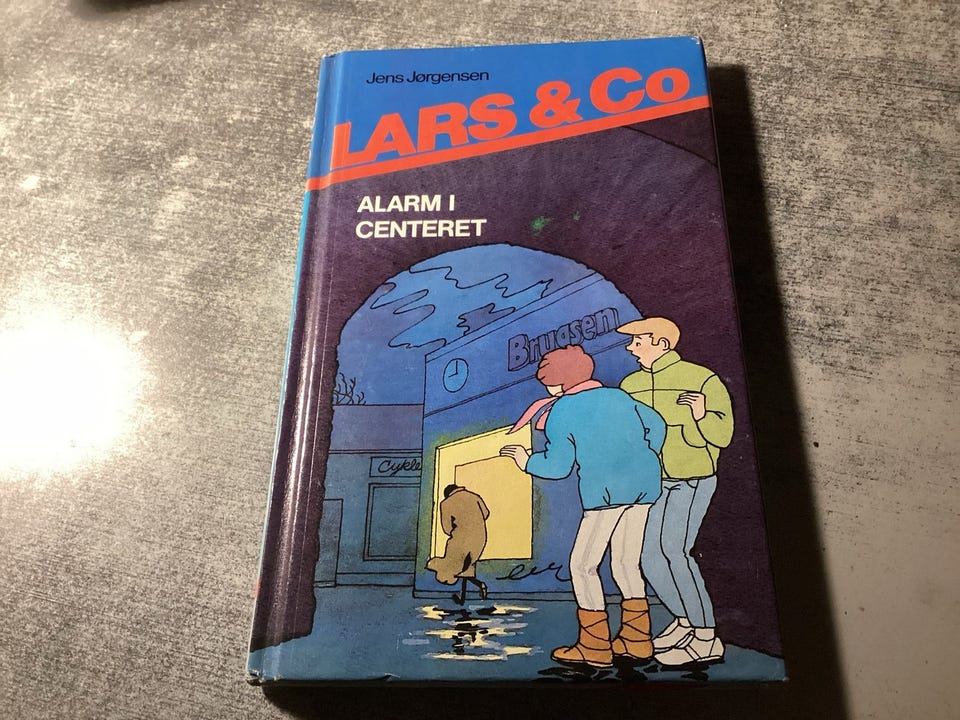 Jens Jørgensen
LARS & Co
ALARM I
CENTERET
Brugsen
Cykle